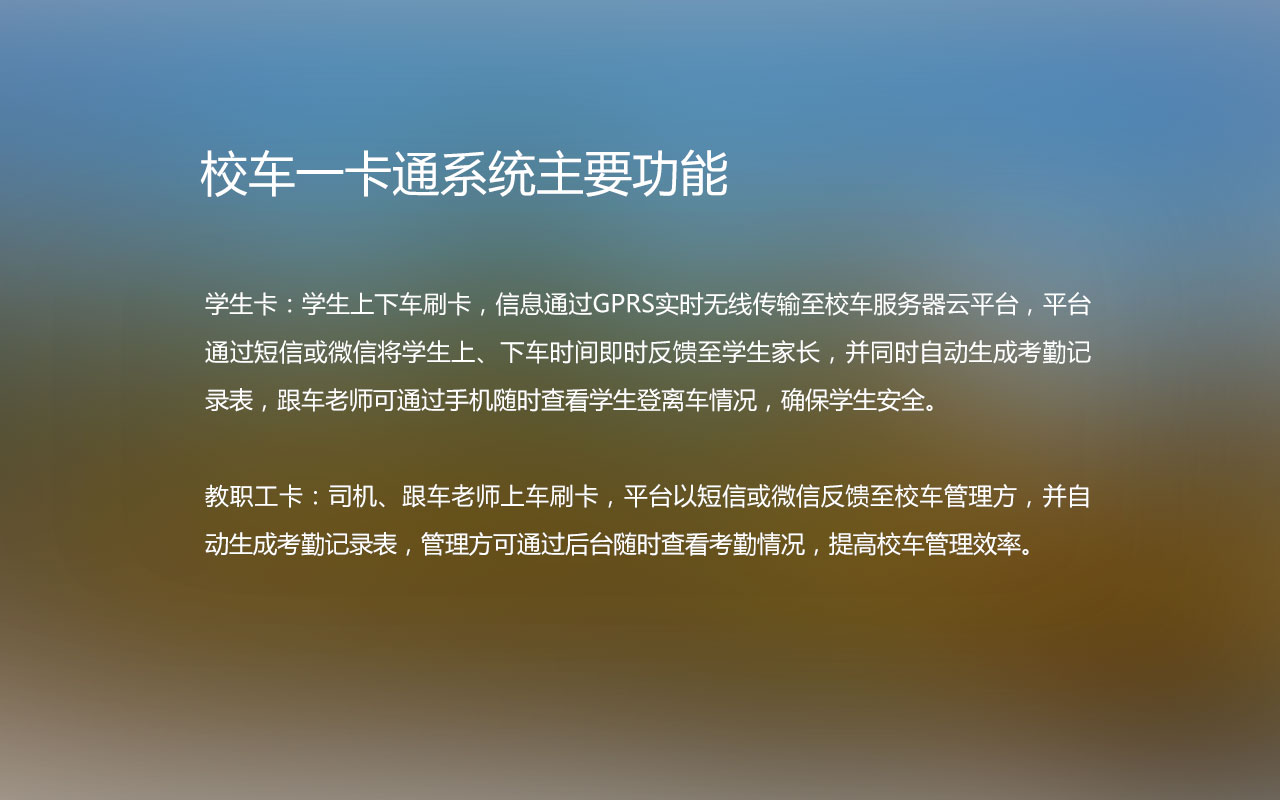 校车一卡通系统主要功能
学生卡：学生上下车刷卡，信息通过GPRS实时无线传输至校车服务器云平台，平台
通过短信或微信将学生上、下车时间即时反馈至学生家长，并同时自动生成考勤记
录表，跟车老师可通过手机随时查看学生登离车情况，确保学生安全。
教职工卡：司机、跟车老师上车刷卡，平台以短信或微信反馈至校车管理方，并自
动生成考勤记录表，管理方可通过后台随时查看考勤情况，提高校车管理效率。